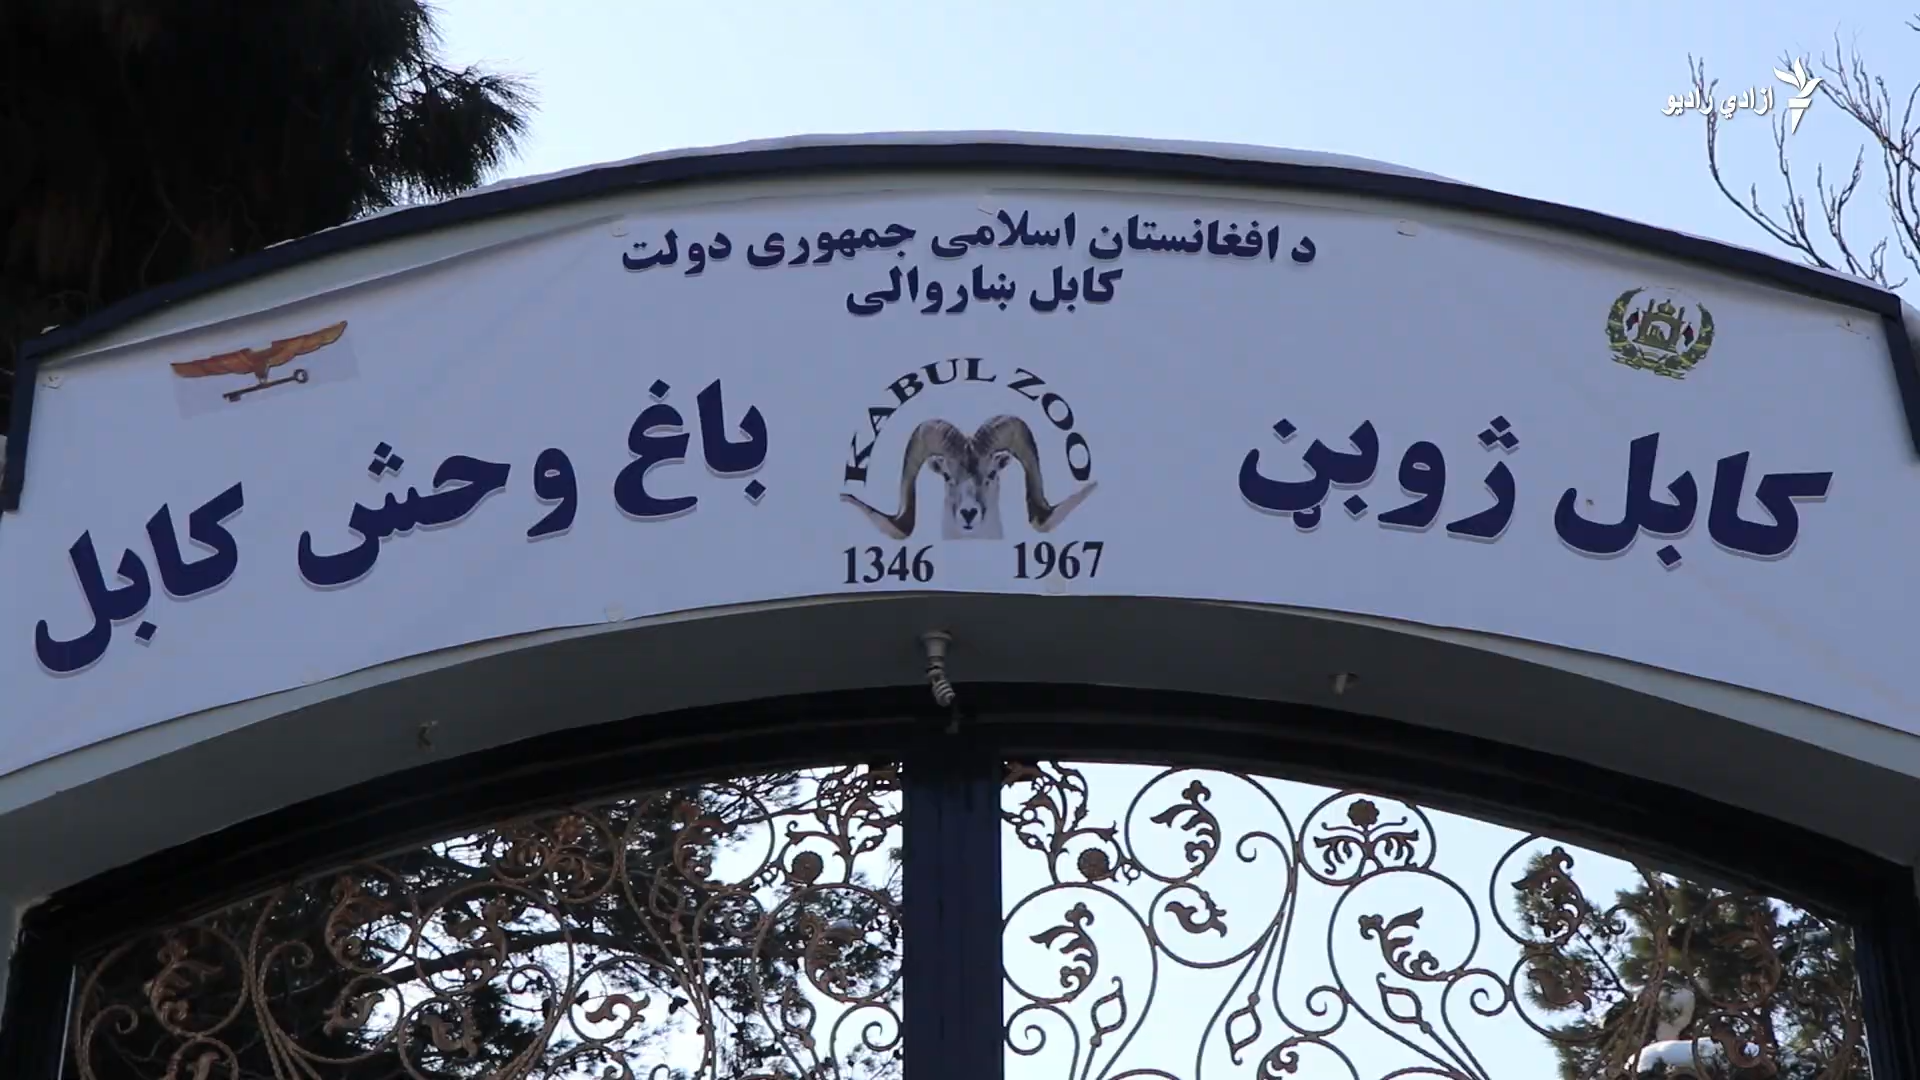 ازادي راديو
د افغانستان اسلامی جمهوری دولت
کابل ښاروالی
کابل ژوبڼ
KABUL ZOO
1346 1967
باغ وحش کابل